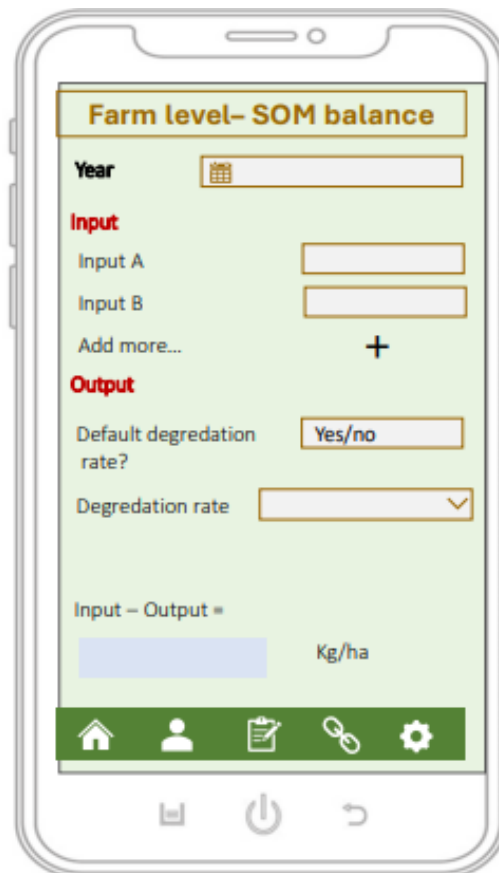 Farm level– SOM balance
Year
Input
Input A
Input B
Add more...
+
Output
Default degredation
rate?
Yes/no
Degredation rate
Input – Output =
Kg/ha